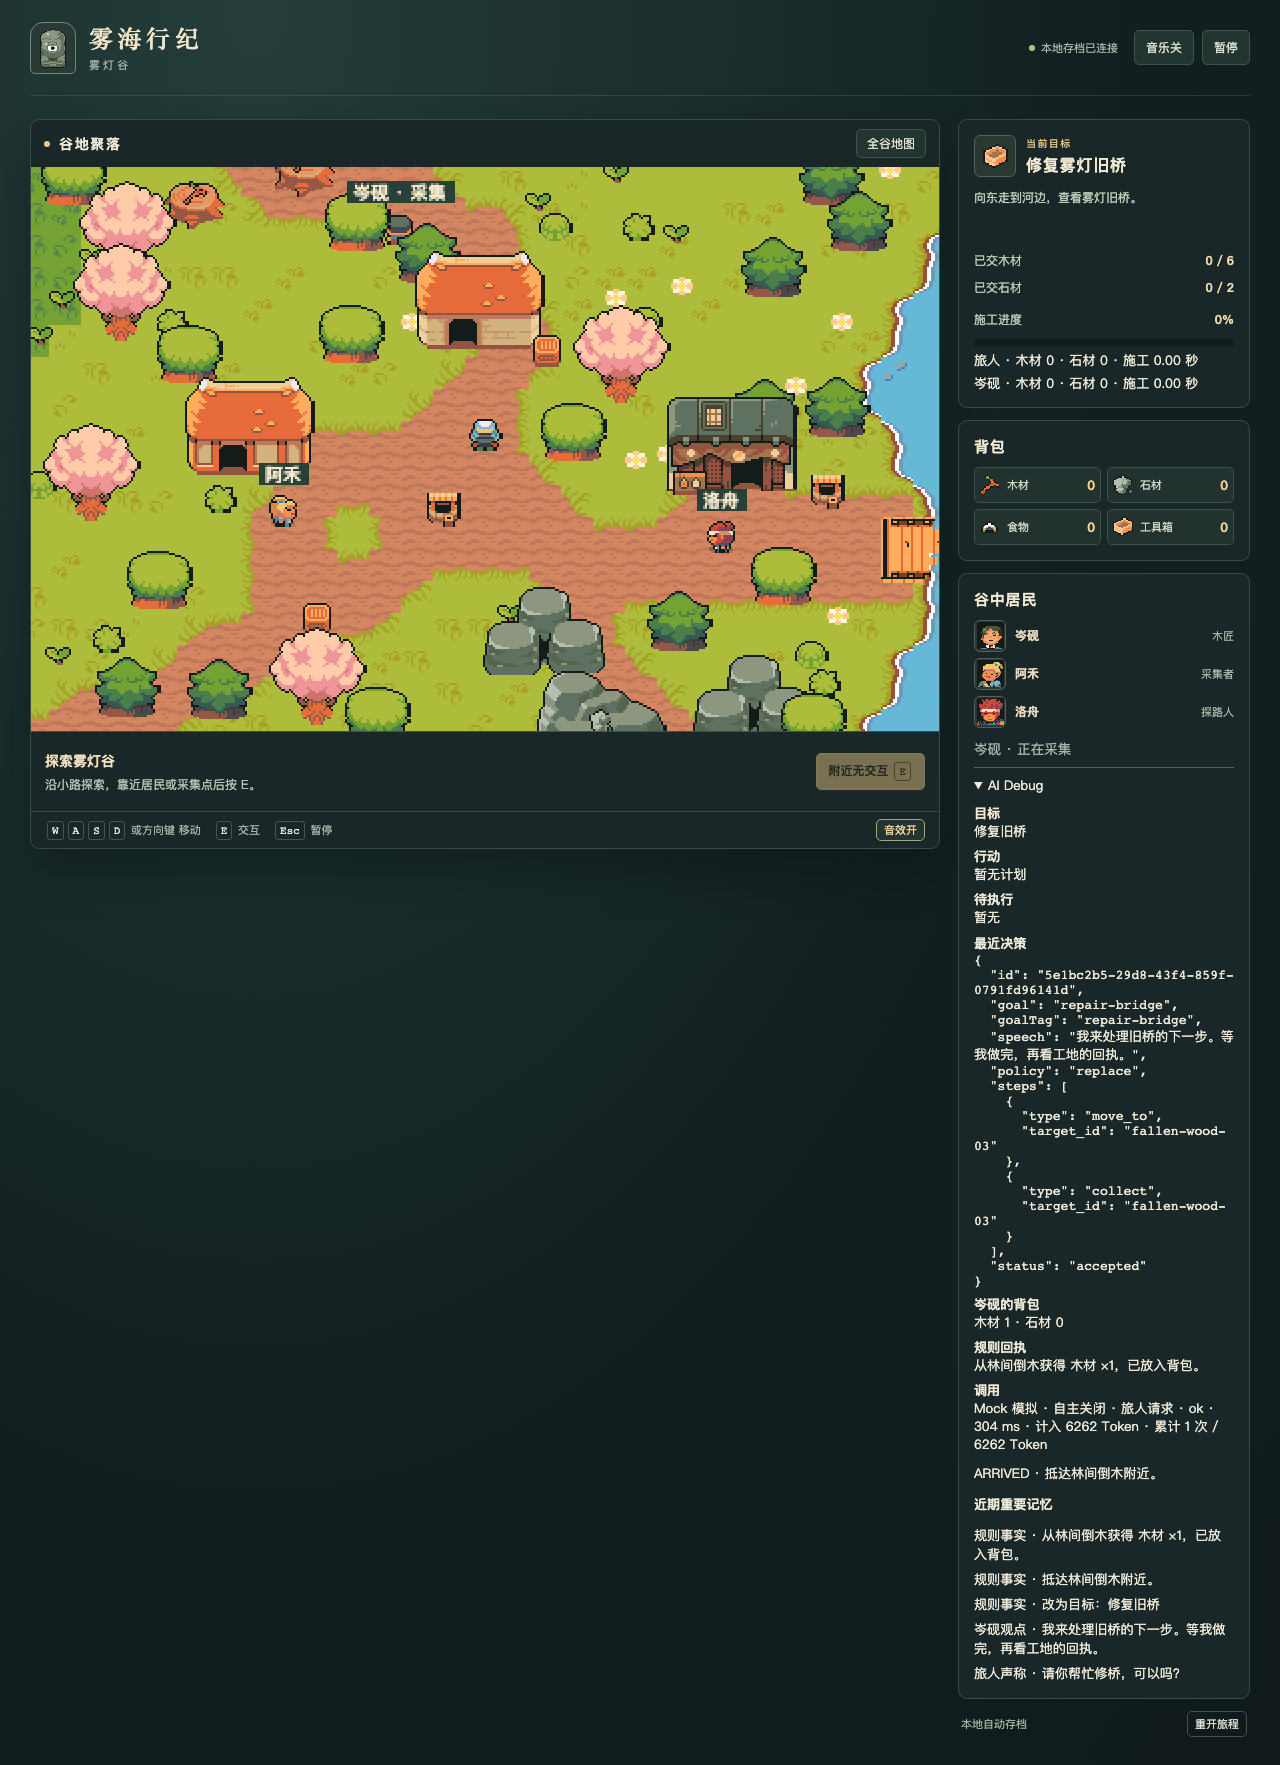 雾海行纪
雾灯谷
本地存档已连接
音乐关
暂停
谷地聚落
全谷地图
岑砚 · 采集
阿禾
洛舟
探索雾灯谷
沿小路探索，靠近居民或采集点后按 E。
附近无交互 E
W A S D 或方向键 移动 E 交互 Esc 暂停
音效开
当前目标
修复雾灯旧桥
向东走到河边，查看雾灯旧桥。
已交木材 0 / 6
已交石材 0 / 2
施工进度 0%
旅人 · 木材 0 · 石材 0 · 施工 0.00 秒
岑砚 · 木材 0 · 石材 0 · 施工 0.00 秒
背包
木材 0
石材 0
食物 0
工具箱 0
谷中居民
岑砚 木匠
阿禾 采集者
洛舟 探路人
岑砚 · 正在采集
▼ AI Debug
目标
修复旧桥
行动
暂无计划
待执行
暂无
最近决策
{
"id": "5e1bc2b5-29d8-43f4-859f-
0791fd96141d",
"goal": "repair-bridge",
"goalTag": "repair-bridge",
"speech": "我来处理旧桥的下一步。等
我做完，再看工地的回执。",
"policy": "replace",
"steps": [
{
"type": "move_to",
"target_id": "fallen-wood-
03"
},
{
"type": "collect",
"target_id": "fallen-wood-
03"
}
],
"status": "accepted"
}
岑砚的背包
木材 1 · 石材 0
规则回执
从林间倒木获得 木材 ×1，已放入背包。
调用
Mock 模拟 · 自主关闭 · 旅人请求 · ok ·
304 ms · 计入 6262 Token · 累计 1 次 /
6262 Token
ARRIVED · 抵达林间倒木附近。
近期重要记忆
规则事实 · 从林间倒木获得 木材 ×1，已放
入背包。
规则事实 · 抵达林间倒木附近。
规则事实 · 改为目标：修复旧桥
岑砚观点 · 我来处理旧桥的下一步。等我做
完，再看工地的回执。
旅人声称 · 请你帮忙修桥，可以吗？
本地自动存档
重开旅程